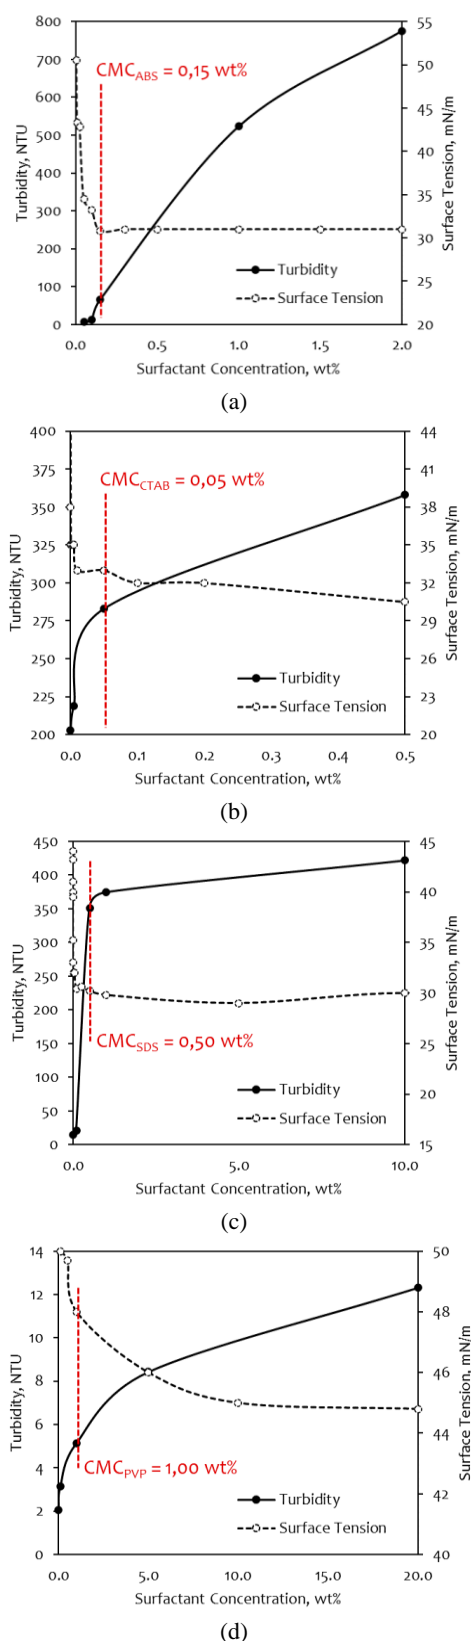 800
700
600
500
400
300
200
100
0
Turbidity, NTU
55
50
45
40
35
30
25
20
Surface Tension, mN/m
CMC_ABS = 0,15 wt%
Turbidity
Surface Tension
0.0 0.5 1.0 1.5 2.0
Surfactant Concentration, wt%
(a)
400
375
350
325
300
275
250
225
200
Turbidity, NTU
44
41
38
35
32
29
26
23
20
Surface Tension, mN/m
CMC_CTAB = 0,05 wt%
Turbidity
Surface Tension
0.0 0.1 0.2 0.3 0.4 0.5
Surfactant Concentration, wt%
(b)
450
400
350
300
250
200
150
100
50
0
Turbidity, NTU
45
40
35
30
25
20
15
Surface Tension, mN/m
CMC_SDS = 0,50 wt%
Turbidity
Surface Tension
0.0 5.0 10.0
Surfactant Concentration, wt%
(c)
14
12
10
8
6
4
2
0
Turbidity, NTU
50
48
46
44
42
40
Surface Tension, mN/m
CMC_PVP = 1,00 wt%
Turbidity
Surface Tension
0.0 5.0 10.0 15.0 20.0
Surfactant Concentration, wt%
(d)